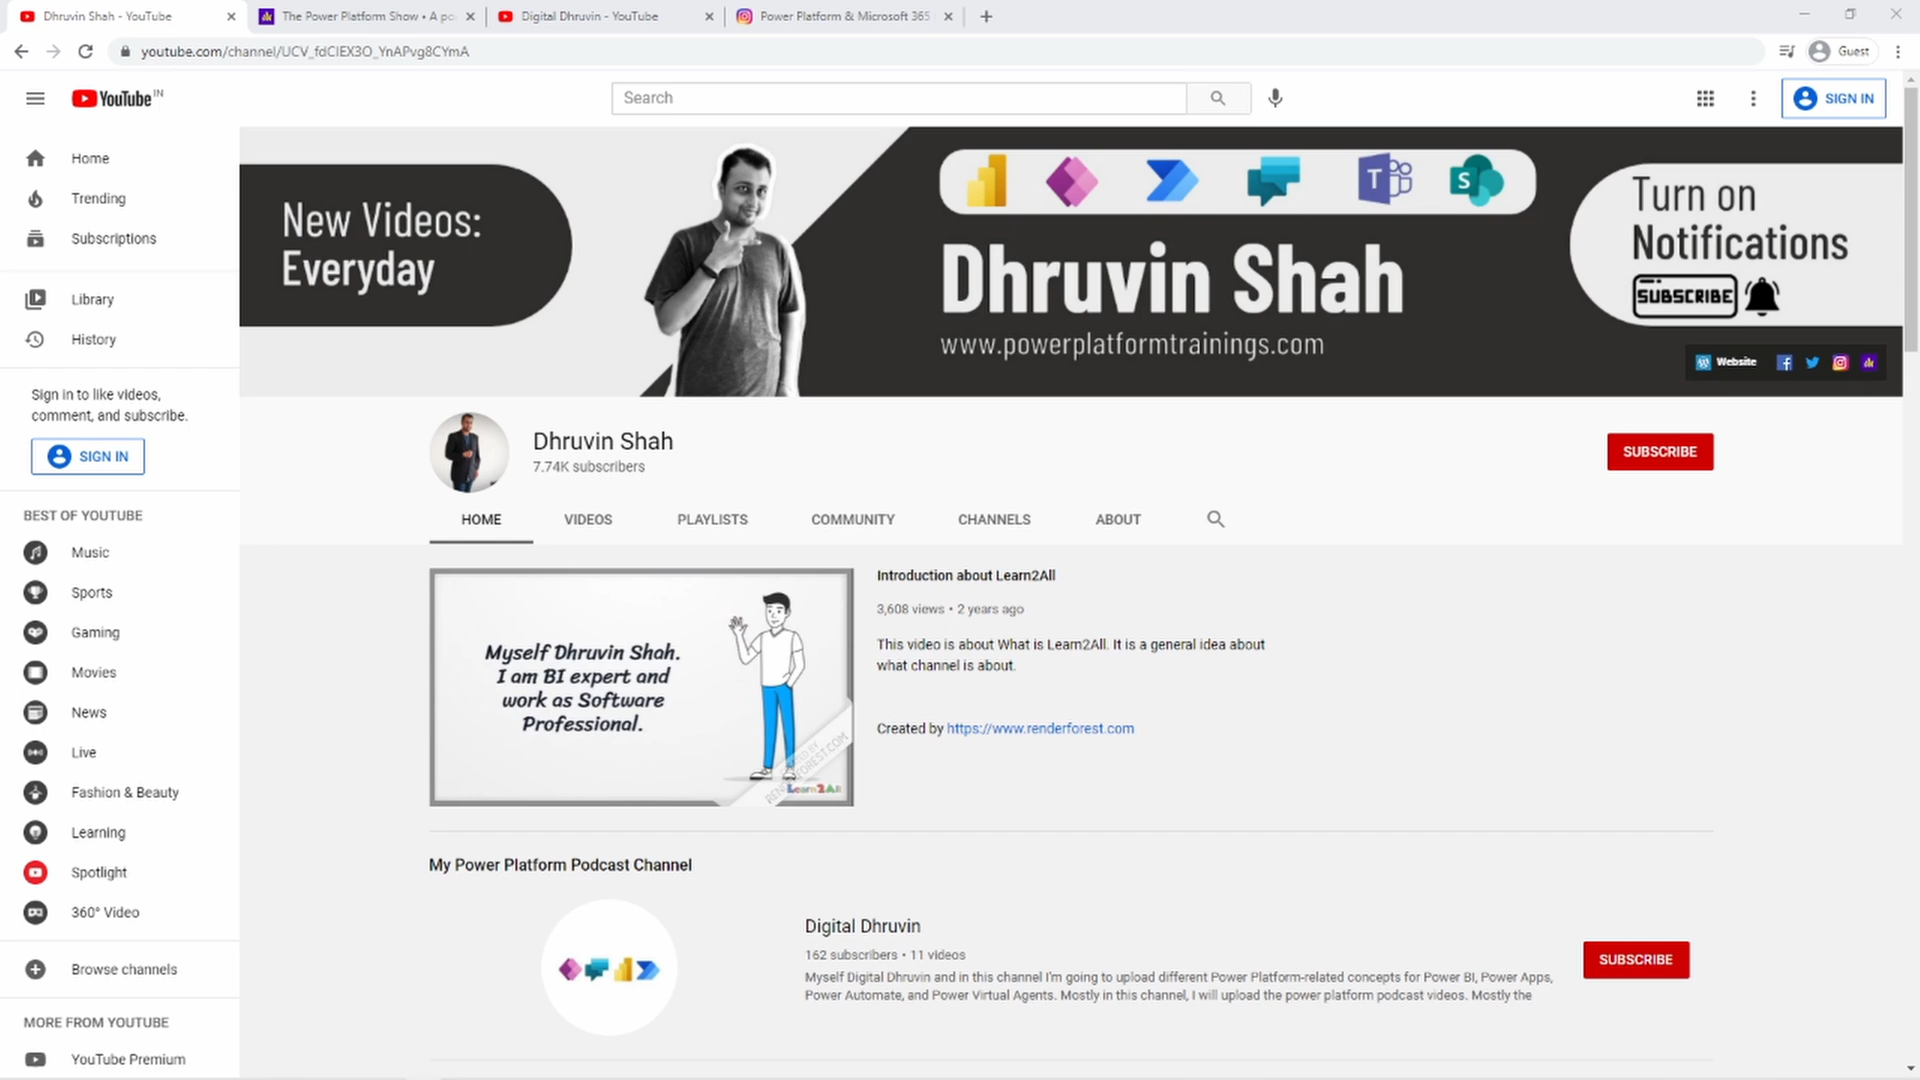 Dhruvin Shah - YouTube
The Power Platform Show • A po
Digital Dhruvin - YouTube
Power Platform & Microsoft 365
youtube.com/channel/UCV_fdCIEX3O_YnAPvg8CYmA
Guest
YouTube IN
Search
SIGN IN
Home
Trending
Subscriptions
Library
History
Sign in to like videos,
comment, and subscribe.
SIGN IN
BEST OF YOUTUBE
Music
Sports
Gaming
Movies
News
Live
Fashion & Beauty
Learning
Spotlight
360° Video
Browse channels
MORE FROM YOUTUBE
YouTube Premium
New Videos:
Everyday
Dhruvin Shah
www.powerplatformtrainings.com
Turn on
Notifications
SUBSCRIBE
Website
Dhruvin Shah
7.74K subscribers
SUBSCRIBE
HOME
VIDEOS
PLAYLISTS
COMMUNITY
CHANNELS
ABOUT
Myself Dhruvin Shah.
I am BI expert and
work as Software
Professional.
Learn2All
Introduction about Learn2All
3,608 views • 2 years ago
This video is about What is Learn2All. It is a general idea about
what channel is about.
Created by https://www.renderforest.com
My Power Platform Podcast Channel
Digital Dhruvin
162 subscribers • 11 videos
Myself Digital Dhruvin and in this channel I'm going to upload different Power Platform-related concepts for Power BI, Power Apps,
Power Automate, and Power Virtual Agents. Mostly in this channel, I will upload the power platform podcast videos. Mostly the
SUBSCRIBE